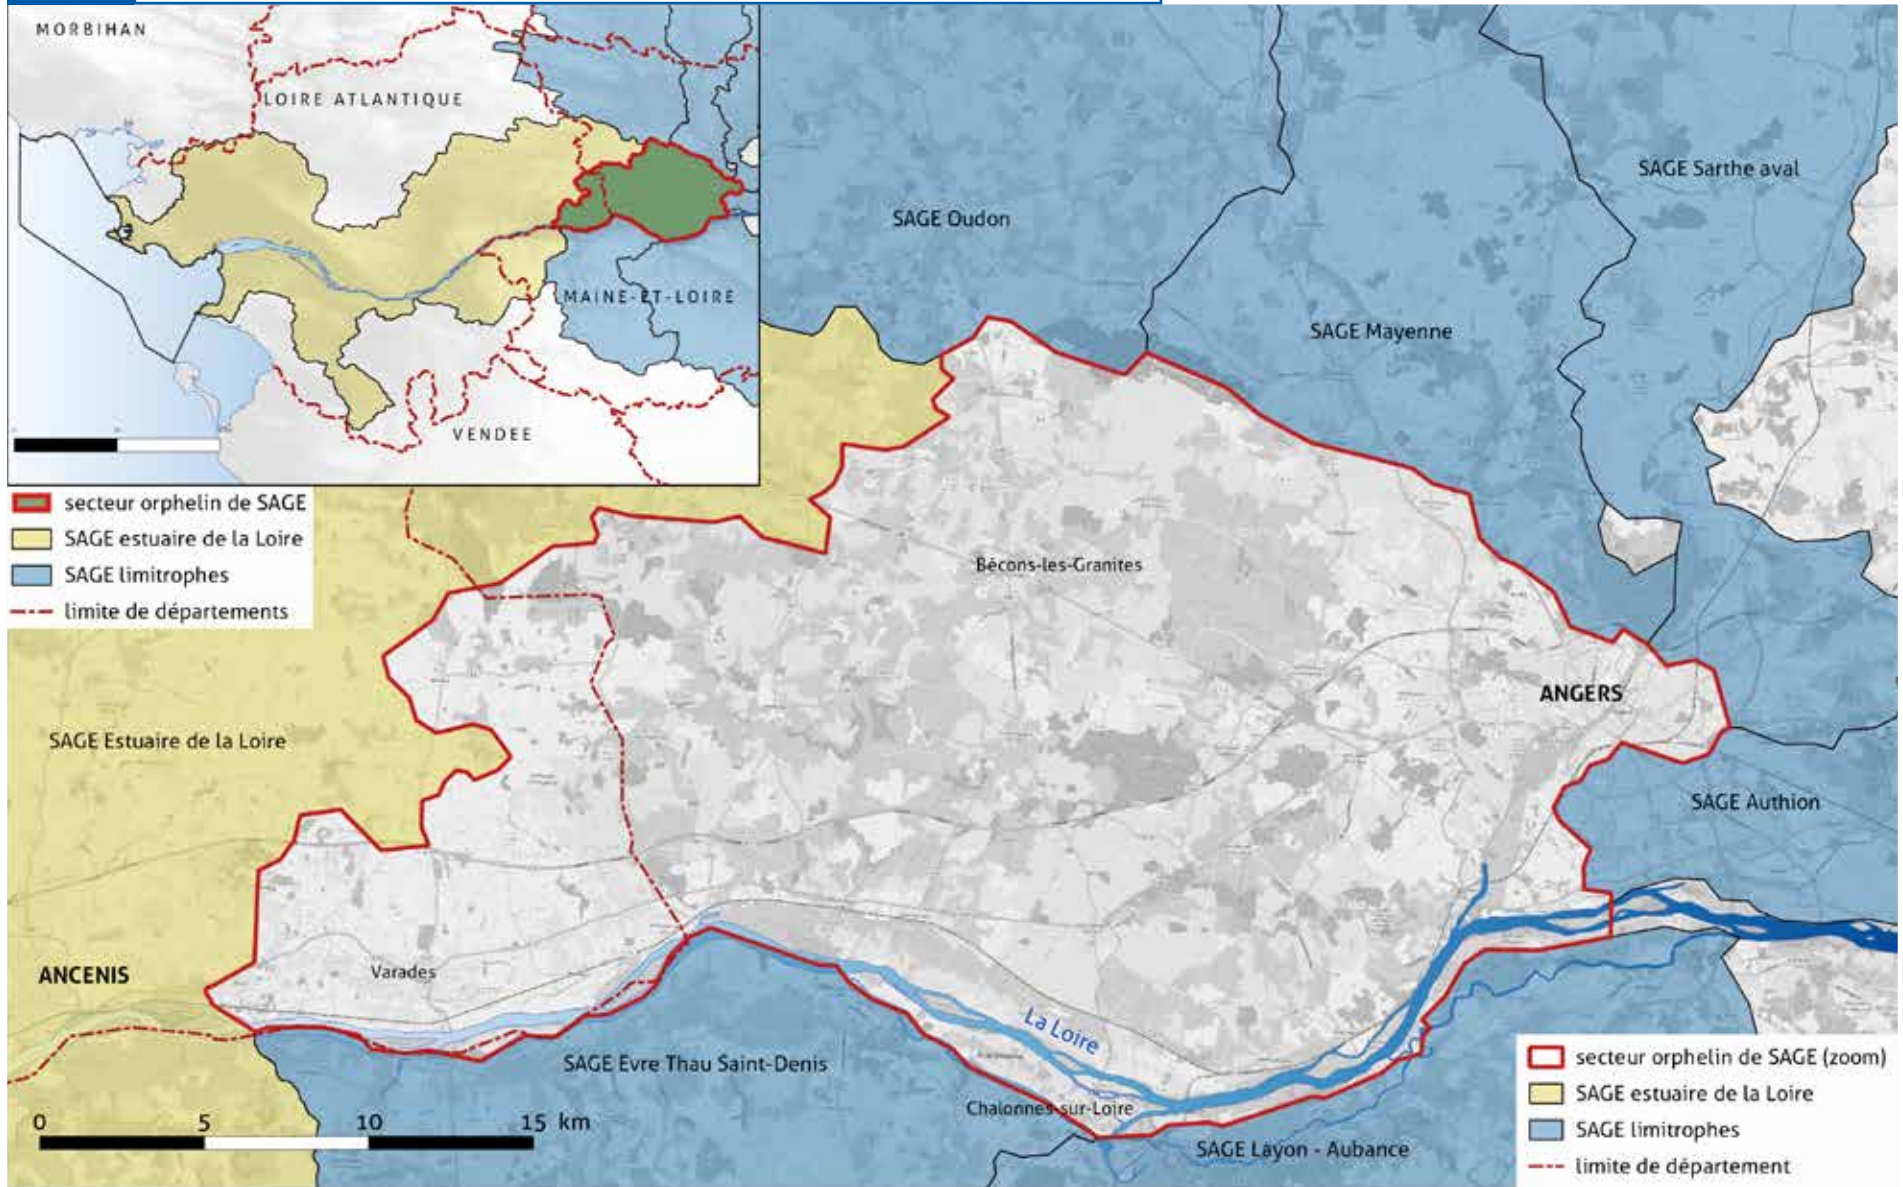 MORBIHAN
LOIRE ATLANTIQUE
MAINE-ET-LOIRE
VENDEE
secteur orphelin de SAGE
SAGE estuaire de la Loire
SAGE limitrophes
limite de départements
SAGE Oudon
SAGE Mayenne
SAGE Sarthe aval
Bécons-les-Granites
ANGERS
SAGE Estuaire de la Loire
SAGE Authion
ANCENIS
Varades
La Loire
SAGE Evre Thau Saint-Denis
Chalonnes-sur-Loire
SAGE Layon - Aubance
0 5 10 15 km
secteur orphelin de SAGE (zoom)
SAGE estuaire de la Loire
SAGE limitrophes
limite de département